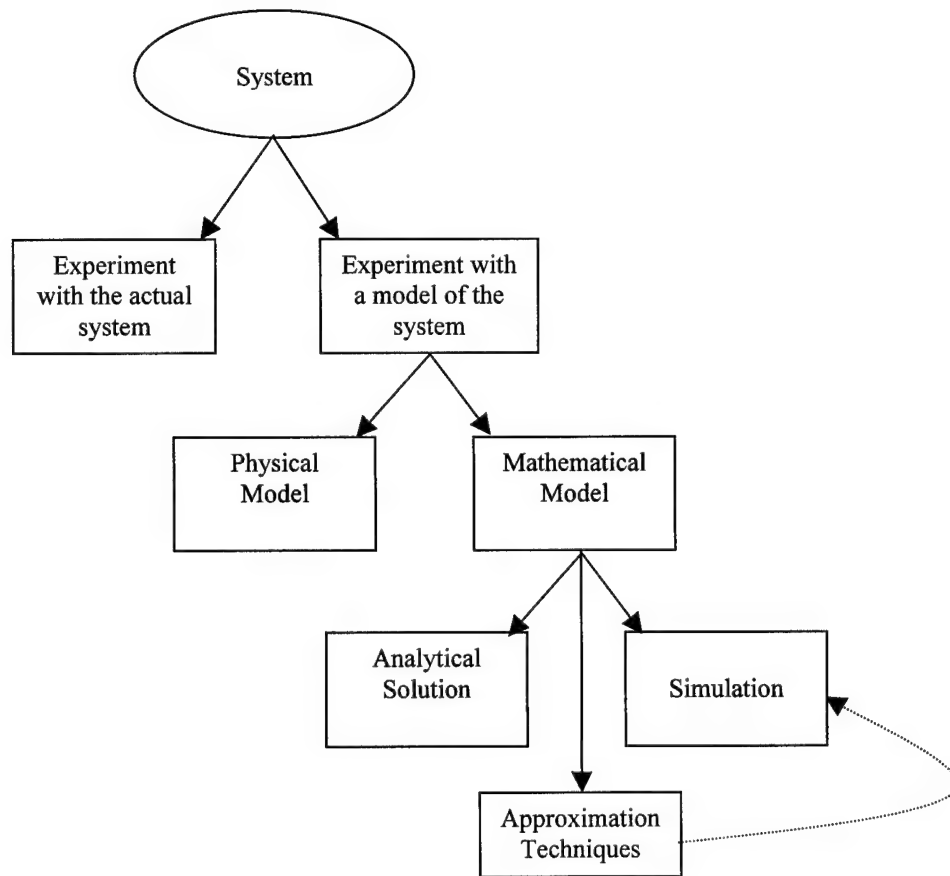 System
Experiment
with the actual
system
Experiment with
a model of the
system
Physical
Model
Mathematical
Model
Analytical
Solution
Simulation
Approximation
Techniques